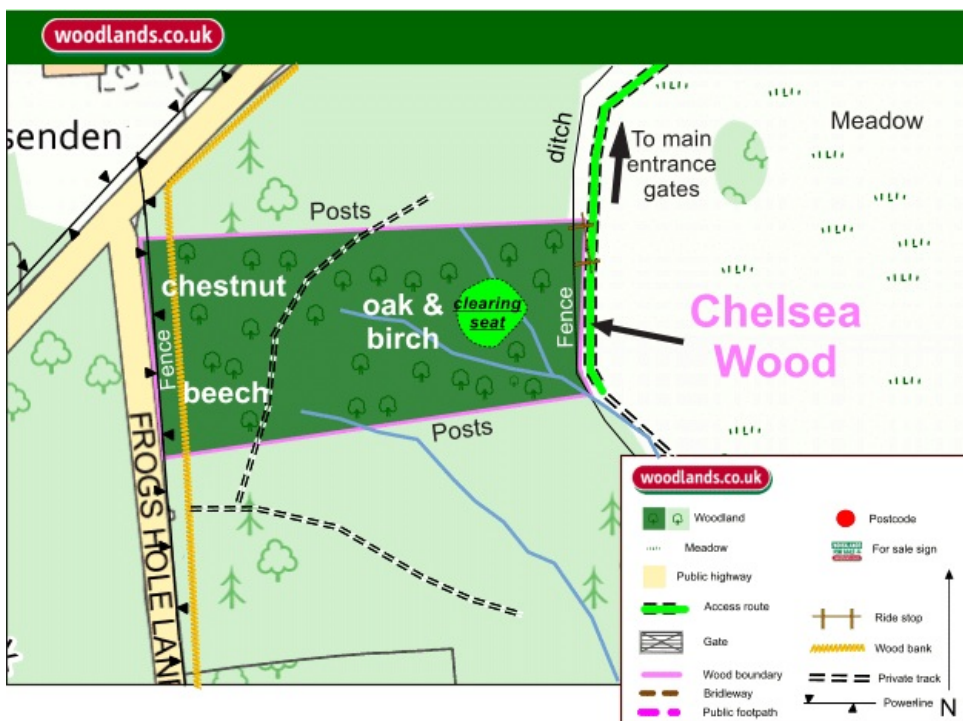 woodlands.co.uk
senden
ditch
To main
entrance
gates
Meadow
Posts
chestnut
oak &
birch
clearing
seat
Fence
Chelsea
Wood
Fence
beech
Posts
FROGS HOLE LANE
woodlands.co.uk
Woodland
Postcode
Meadow
For sale sign
Public highway
Access route
Ride stop
Gate
Wood bank
Wood boundary
Private track
Bridleway
Powerline
N
Public footpath